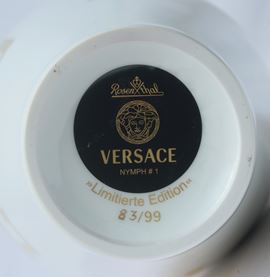 Rosenthal
VERSACE
NYMPH # 1
»Limitierte Edition«
83/99